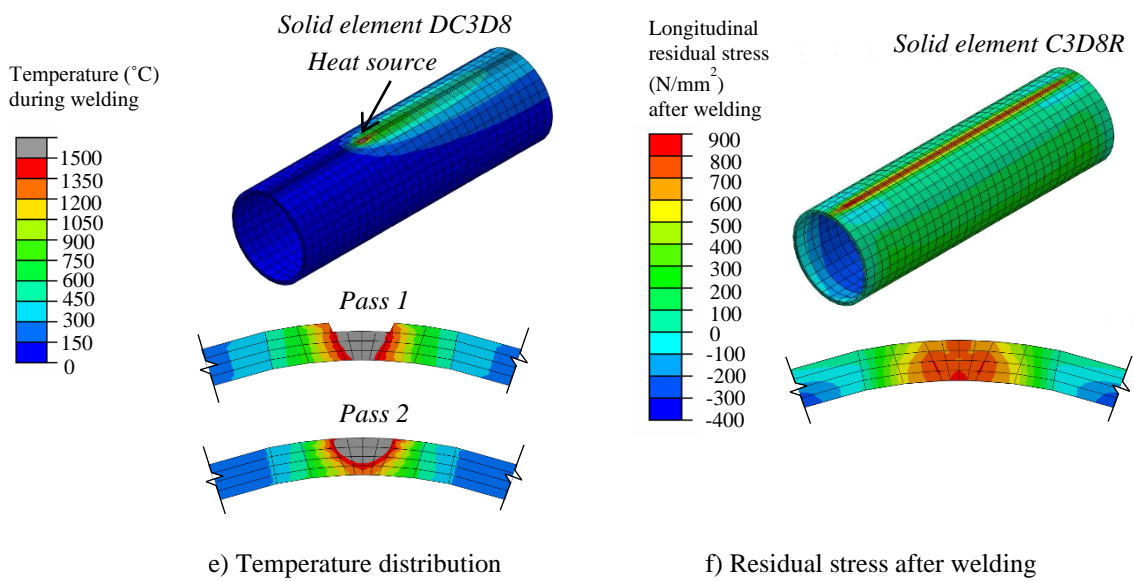 Solid element DC3D8
Heat source
Temperature (˚C)
during welding
1500
1350
1200
1050
900
750
600
450
300
150
0
Pass 1
Pass 2
e) Temperature distribution
Longitudinal
residual stress
(N/mm²)
after welding
Solid element C3D8R
900
800
700
600
500
400
300
200
100
0
-100
-200
-300
-400
f) Residual stress after welding